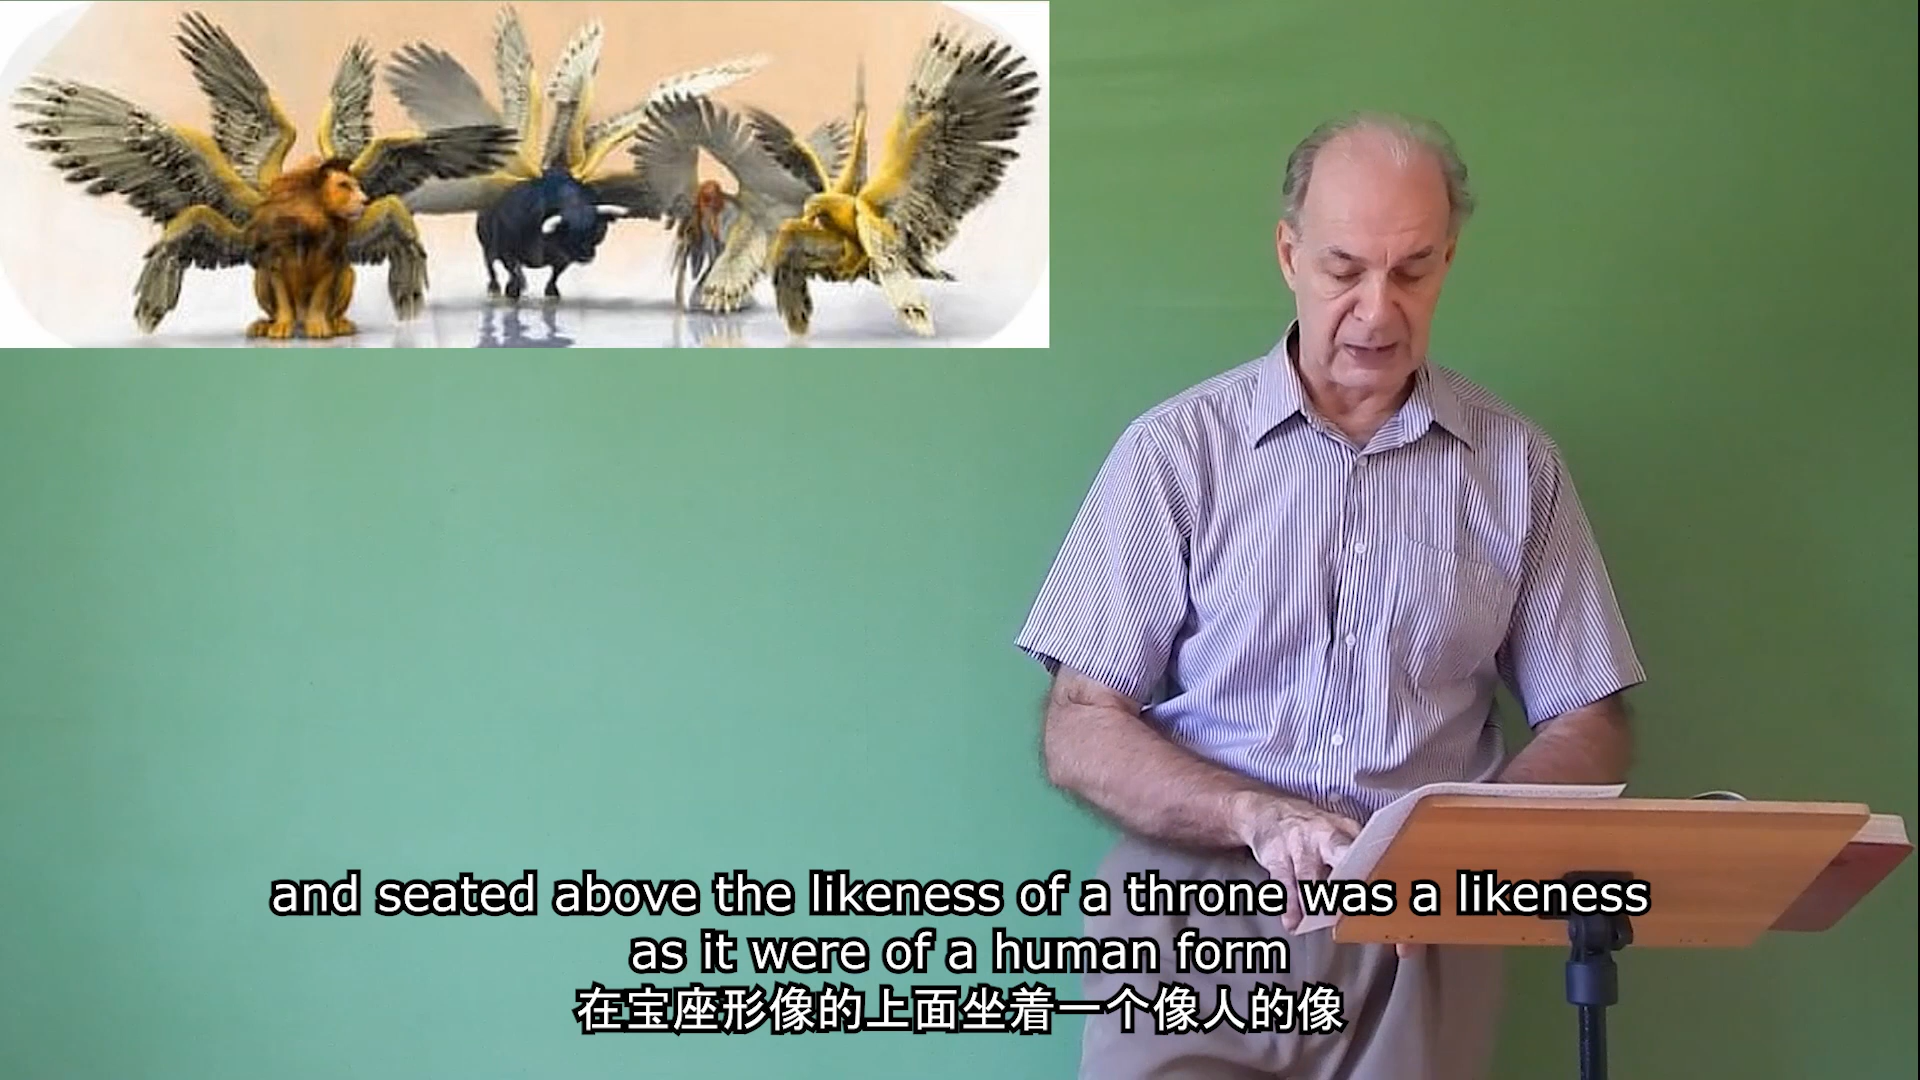 and seated above the likeness of a throne was a likeness
as it were of a human form
在宝座形像的上面坐着一个像人的像